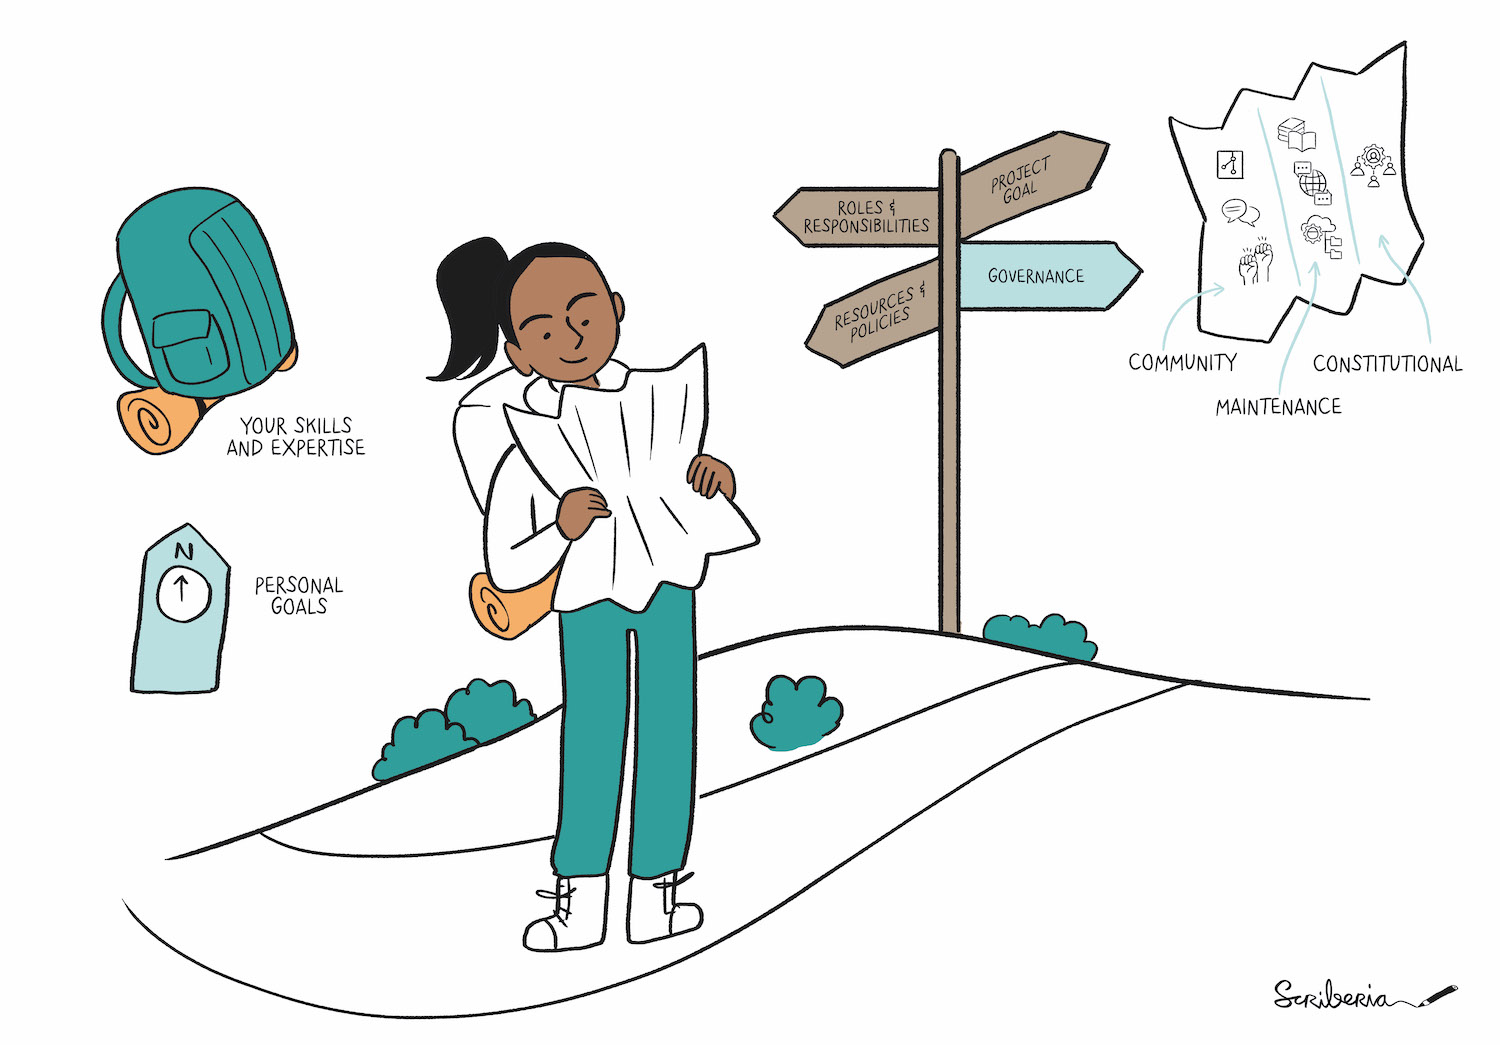 YOUR SKILLS
AND EXPERTISE
N
PERSONAL
GOALS
ROLES &
RESPONSIBILITIES
PROJECT
GOAL
GOVERNANCE
RESOURCES &
POLICIES
COMMUNITY
MAINTENANCE
CONSTITUTIONAL
Scriberia